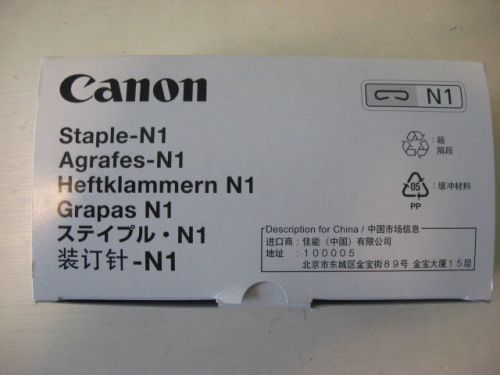 Canon
N1
Staple-N1
Agrafes-N1
Heftklammern N1
Grapas N1
ステイプル・N1
装订针-N1
:箱
隔段
05
PP
:缓冲材料
Description for China / 中国市场信息
进口商:佳能(中国)有限公司
地址:100005
北京市东城区金宝街89号 金宝大厦15层